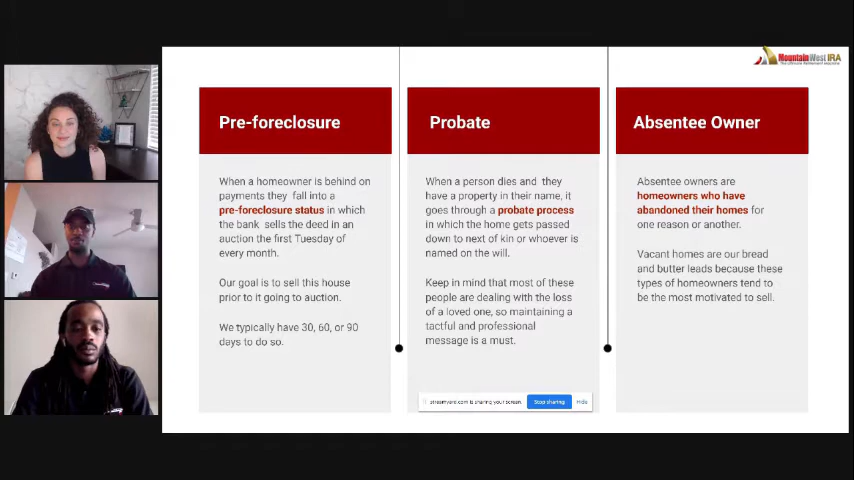 MountainWest IRA
Pre-foreclosure
When a homeowner is behind on
payments they fall into a
pre-foreclosure status in which
the bank sells the deed in an
auction the first Tuesday of
every month.
Our goal is to sell this house
prior to it going to auction.
We typically have 30, 60, or 90
days to do so.
Probate
When a person dies and they
have a property in their name, it
goes through a probate process
in which the home gets passed
down to next of kin or whoever is
named on the will.
Keep in mind that most of these
people are dealing with the loss
of a loved one, so maintaining a
tactful and professional
message is a must.
Absentee Owner
Absentee owners are
homeowners who have
abandoned their homes for
one reason or another.
Vacant homes are our bread
and butter leads because these
types of homeowners tend to
be the most motivated to sell.
streamyard.com is sharing your screen. Stop sharing Hide